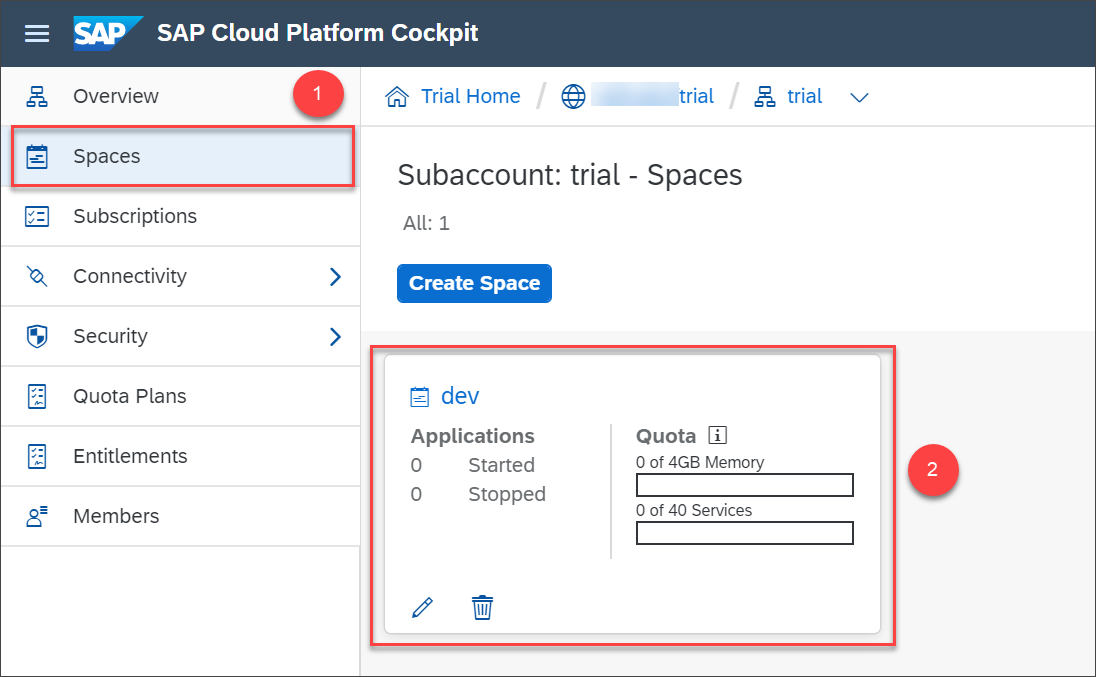 SAP SAP Cloud Platform Cockpit
Overview
1
Spaces
Subscriptions
Connectivity
Security
Quota Plans
Entitlements
Members
Trial Home / trial / trial
Subaccount: trial - Spaces
All: 1
Create Space
dev
Applications
0 Started
0 Stopped
Quota
0 of 4GB Memory
0 of 40 Services
2